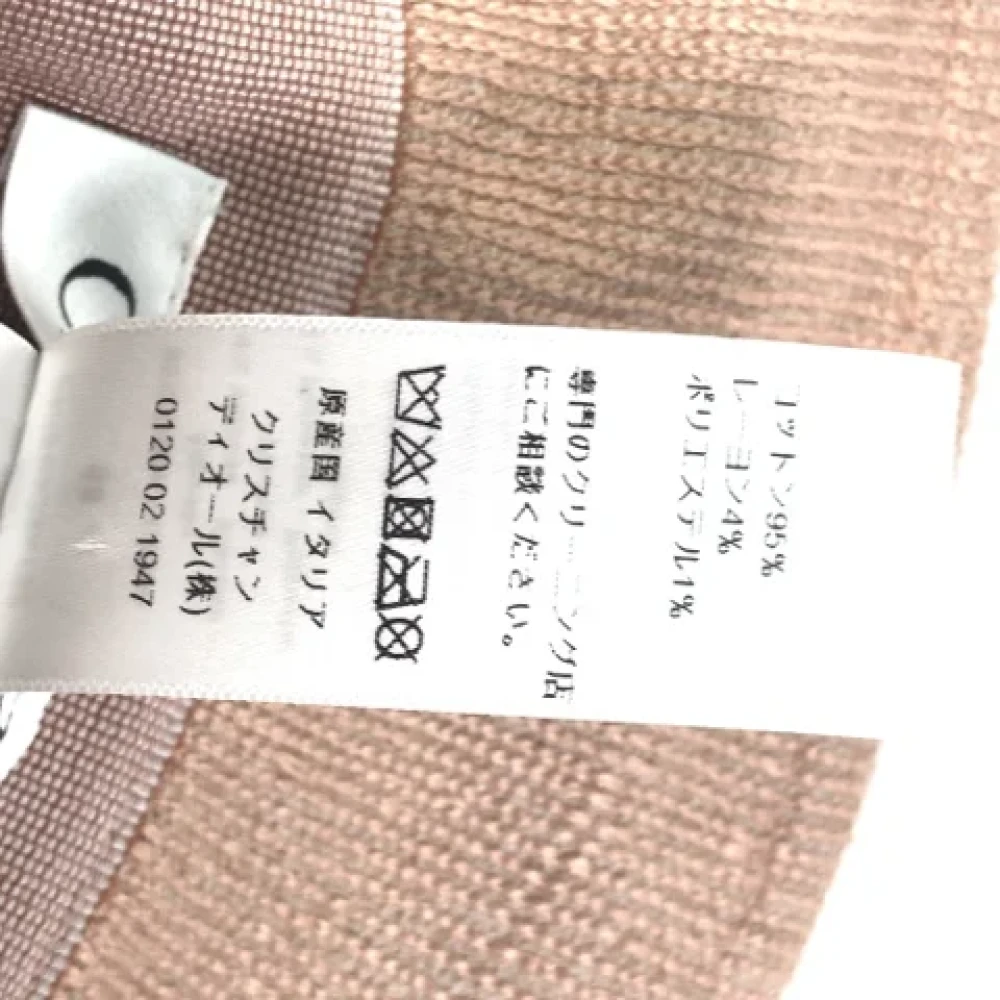 コットン95%
レーヨン4%
ポリエステル1%
専門のクリーニング店
にご相談ください。
原産国 イタリア
クリスチャン
ディオール(株)
0120 02 1947
C